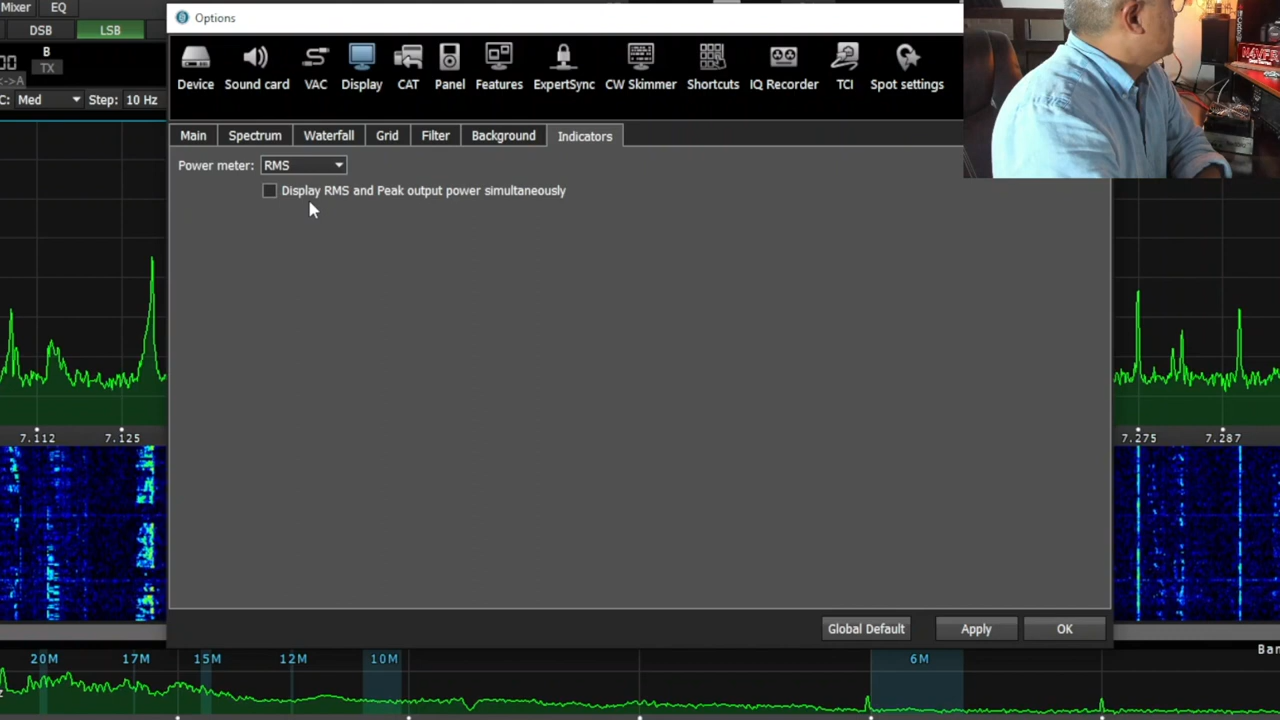 Mixer EQ
Options
DSB LSB
B
00 TX
->A
C: Med Step: 10 Hz
Device Sound card VAC Display CAT Panel Features ExpertSync CW Skimmer Shortcuts IQ Recorder TCI Spot settings
Main Spectrum Waterfall Grid Filter Background Indicators
Power meter: RMS
Display RMS and Peak output power simultaneously
7.112 7.125 7.275 7.287
Global Default Apply OK
20M 17M 15M 12M 10M 6M
Ban